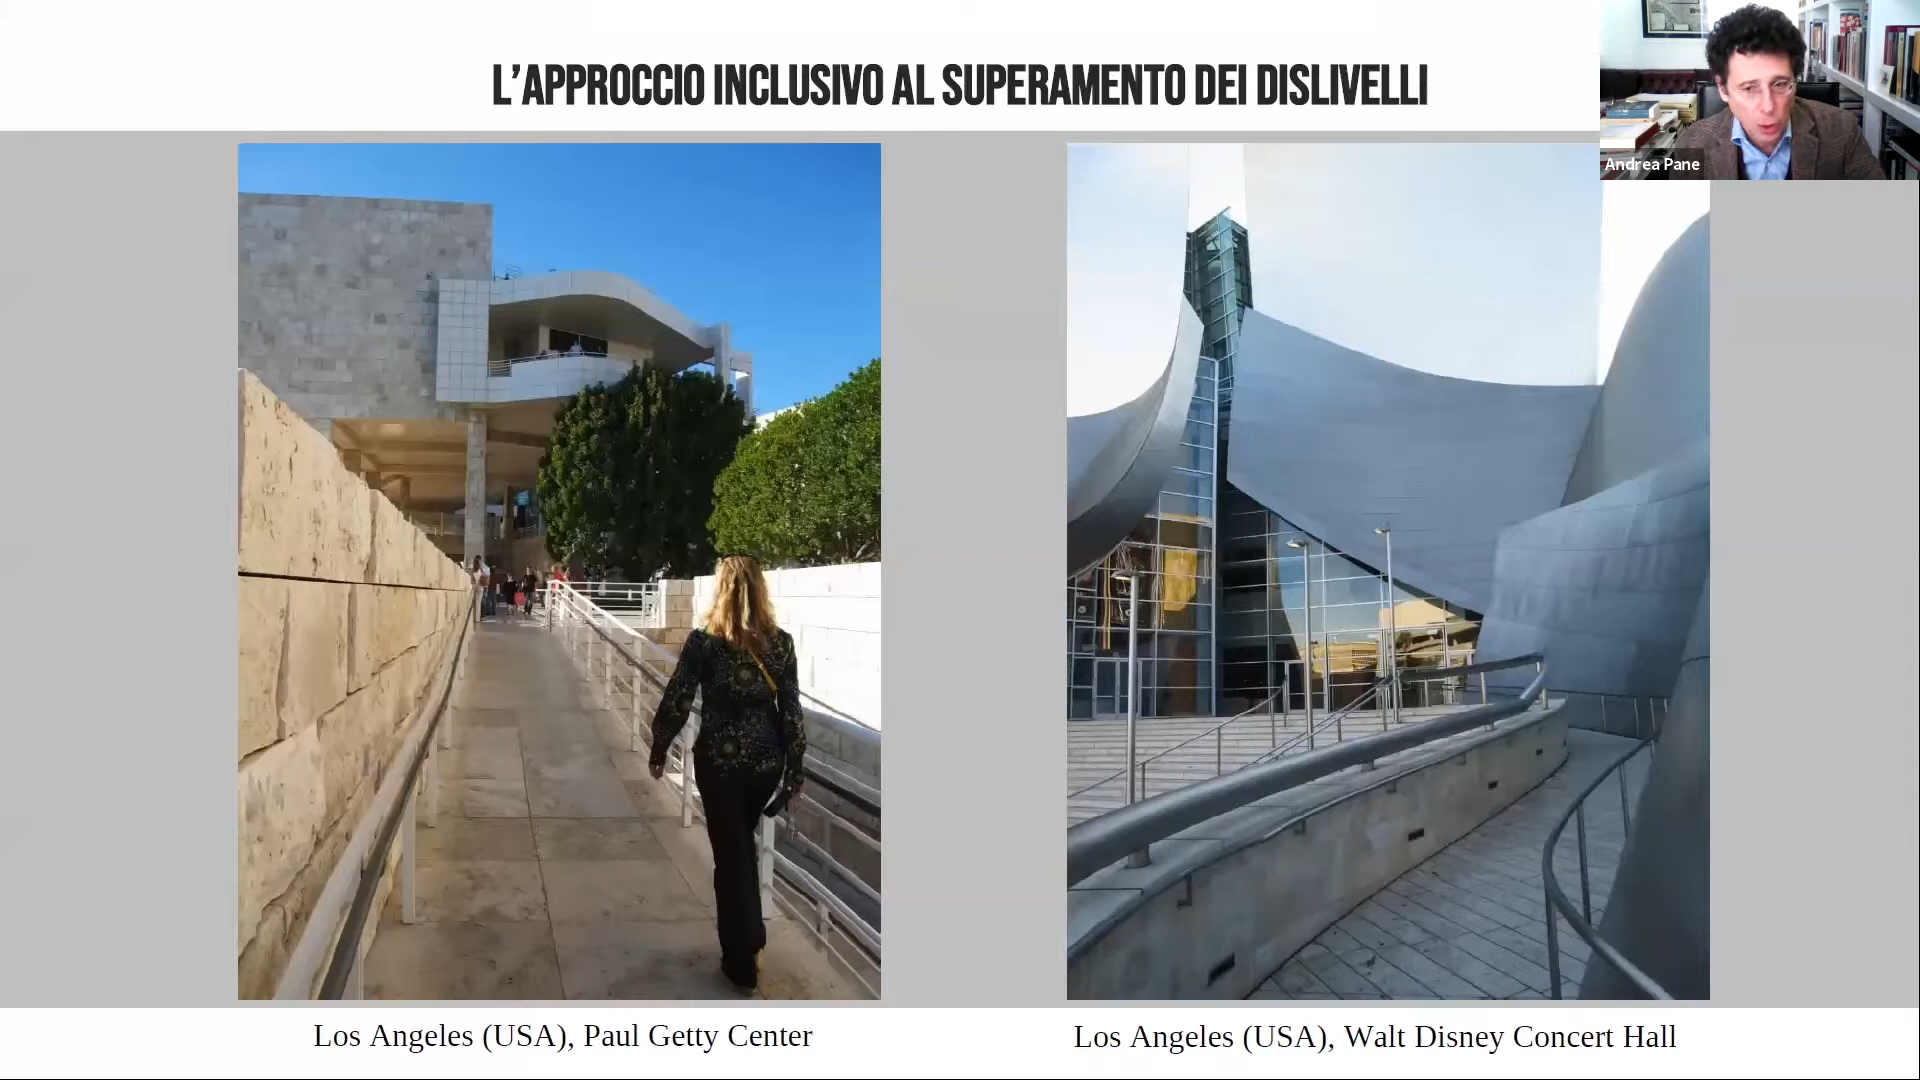 L'APPROCCIO INCLUSIVO AL SUPERAMENTO DEI DISLIVELLI
Andrea Pane
Los Angeles (USA), Paul Getty Center
Los Angeles (USA), Walt Disney Concert Hall